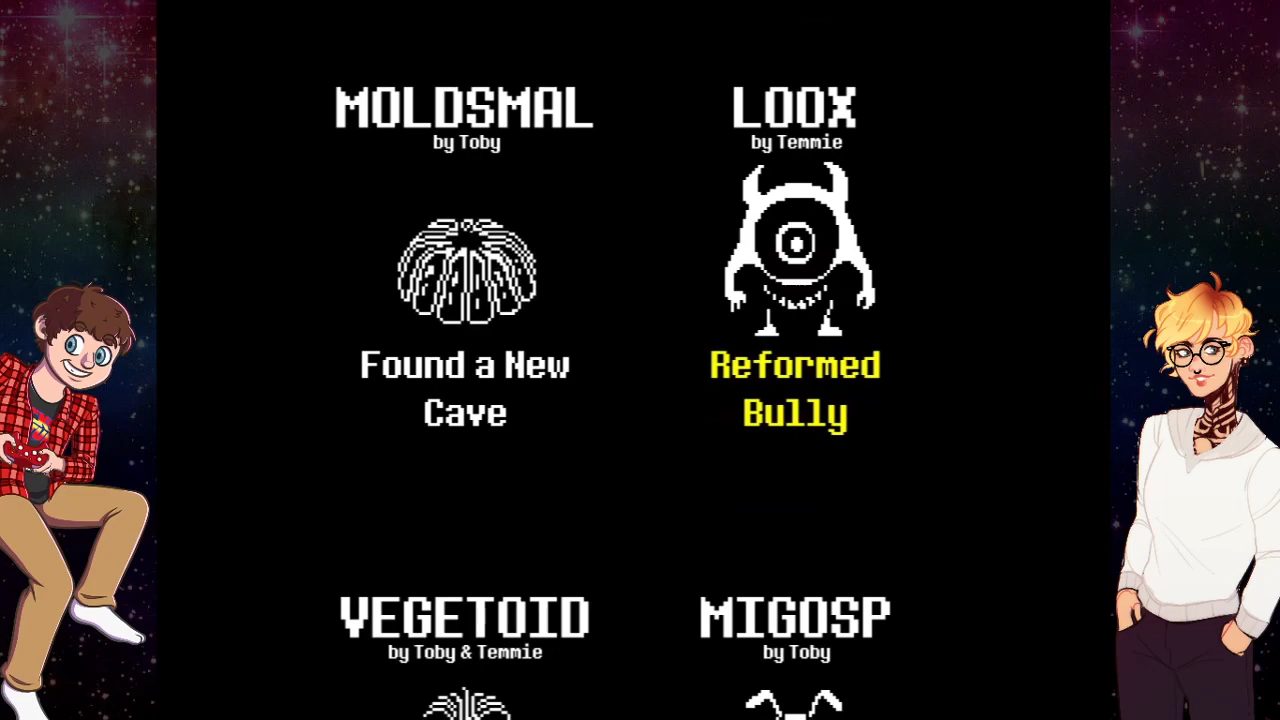 MOLDSMAL
by Toby
Found a New
Cave
LOOX
by Temmie
Reformed
Bully
VEGETOID
by Toby & Temmie
MIGOSP
by Toby